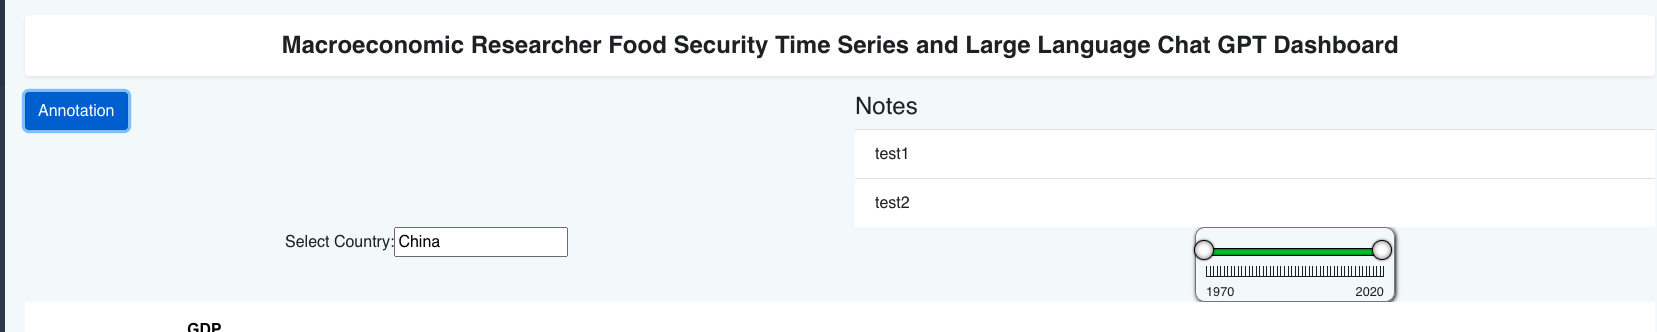 Macroeconomic Researcher Food Security Time Series and Large Language Chat GPT Dashboard
Annotation
Notes
test1
test2
Select Country: China
1970 2020
GDP